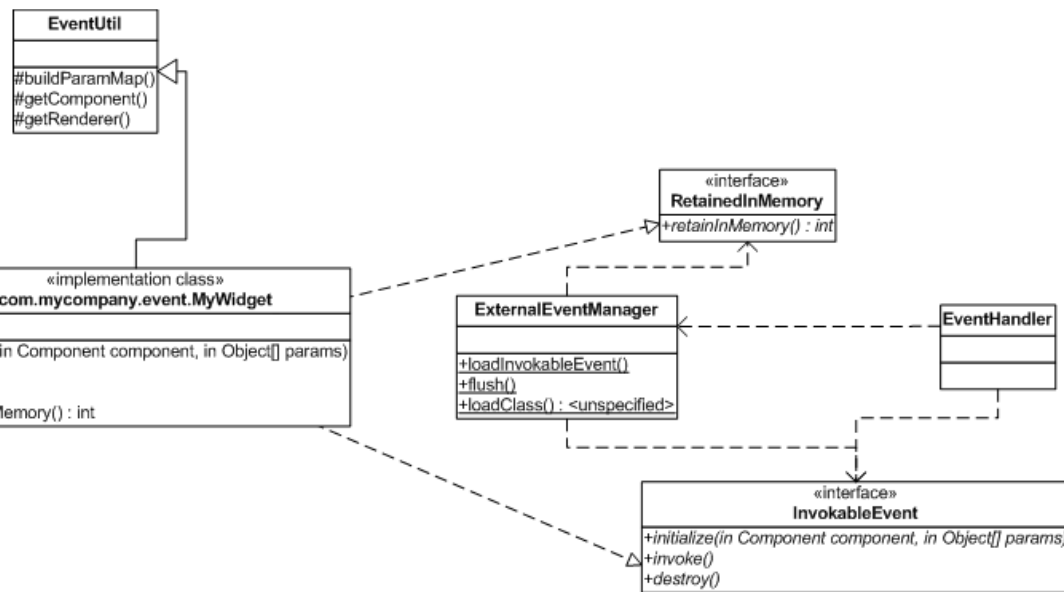 EventUtil
#buildParamMap()
#getComponent()
#getRenderer()
«interface»
RetainedInMemory
+retainInMemory() : int
«implementation class»
com.mycompany.event.MyWidget
in Component component, in Object[] params)
Memory() : int
ExternalEventManager
+loadInvokableEvent()
+flush()
+loadClass() : <unspecified>
EventHandler
«interface»
InvokableEvent
+initialize(in Component component, in Object[] params)
+invoke()
+destroy()